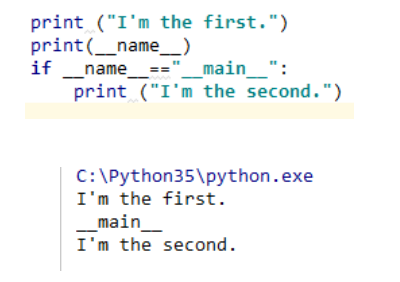 print ("I'm the first.")
print(__name__)
if __name__=="__main__":
    print ("I'm the second.")
C:\Python35\python.exe
I'm the first.
__main__
I'm the second.